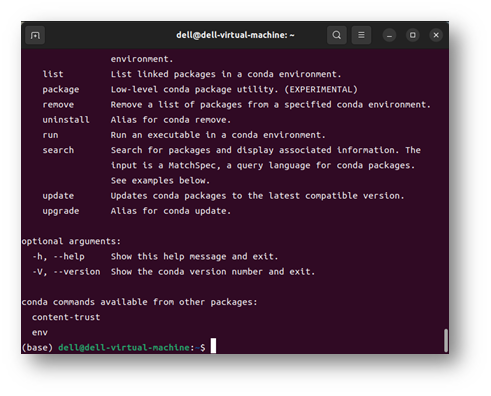 dell@dell-virtual-machine: ~
environment.
list List linked packages in a conda environment.
package Low-level conda package utility. (EXPERIMENTAL)
remove Remove a list of packages from a specified conda environment.
uninstall Alias for conda remove.
run Run an executable in a conda environment.
search Search for packages and display associated information. The
input is a MatchSpec, a query language for conda packages.
See examples below.
update Updates conda packages to the latest compatible version.
upgrade Alias for conda update.
optional arguments:
-h, --help Show this help message and exit.
-V, --version Show the conda version number and exit.
conda commands available from other packages:
content-trust
env
(base) dell@dell-virtual-machine:~$